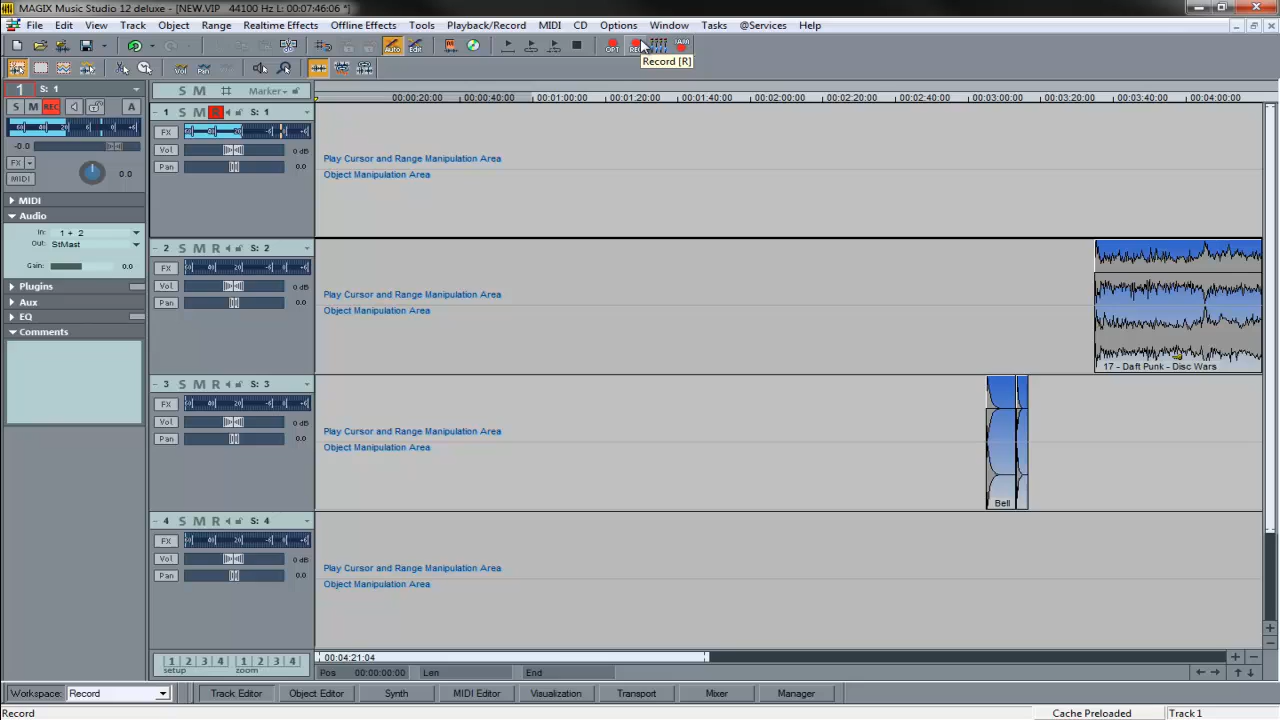 MAGIX Music Studio 12 deluxe - [NEW.VIP 44100 Hz L: 00:07:46:06 *]
File Edit View Track Object Range Realtime Effects Offline Effects Tools Playback/Record MIDI CD Options Window Tasks @Services Help
AUTO
Record [R]
1 S: 1
S M REC A
-0.0
FX
MIDI 0.0
MIDI
Audio
In: 1 + 2
Out: StMast
Gain: 0.0
Plugins
Aux
EQ
Comments
S M Marker
00:00:20:00 00:00:40:00 00:01:00:00 00:01:20:00 00:01:40:00 00:02:00:00 00:02:20:00 00:02:40:00 00:03:00:00 00:03:20:00 00:03:40:00 00:04:00:00
1 S M R S: 1
FX
Vol 0 dB
Pan 0.0
Play Cursor and Range Manipulation Area
Object Manipulation Area
2 S M R S: 2
FX
Vol 0 dB
Pan 0.0
Play Cursor and Range Manipulation Area
Object Manipulation Area
17 - Daft Punk - Disc Wars
3 S M R S: 3
FX
Vol 0 dB
Pan 0.0
Play Cursor and Range Manipulation Area
Object Manipulation Area
Bell
4 S M R S: 4
FX
Vol 0 dB
Pan 0.0
Play Cursor and Range Manipulation Area
Object Manipulation Area
1 2 3 4 1 2 3 4
setup zoom
00:04:21:04
Pos 00:00:00:00 Len End
Workspace: Record Track Editor Object Editor Synth MIDI Editor Visualization Transport Mixer Manager
Record Cache Preloaded Track 1